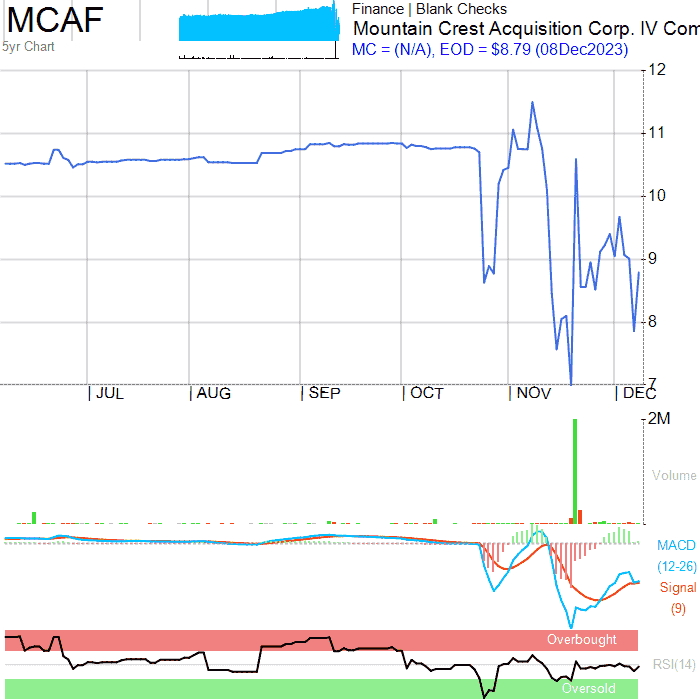 MCAF
5yr Chart
Finance | Blank Checks
Mountain Crest Acquisition Corp. IV Com
MC = (N/A), EOD = $8.79 (08Dec2023)
12
11
10
9
8
7
JUL AUG SEP OCT NOV DEC
2M
Volume
MACD
(12-26)
Signal
(9)
Overbought
RSI(14)
Oversold